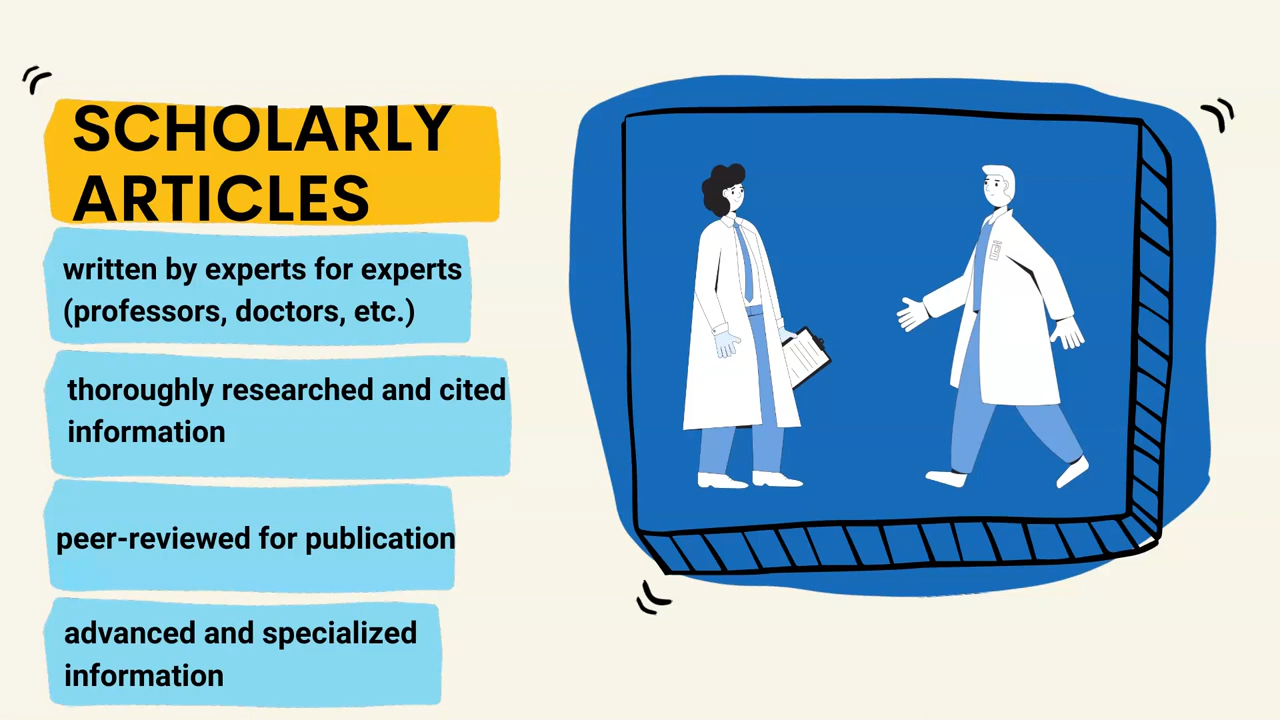 SCHOLARLY
ARTICLES
written by experts for experts
(professors, doctors, etc.)
thoroughly researched and cited
information
peer-reviewed for publication
advanced and specialized
information